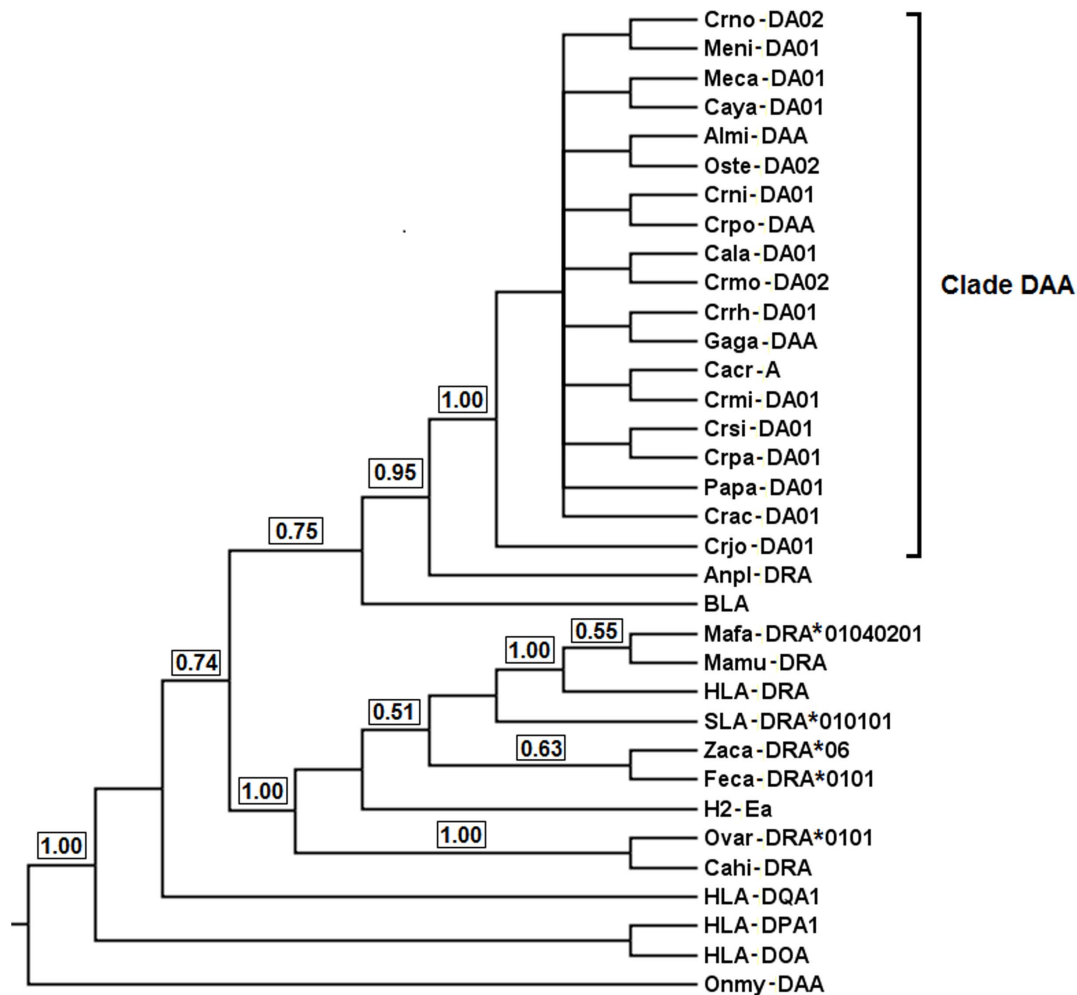 Crno-DA02
Meni-DA01
Meca-DA01
Caya-DA01
Almi-DAA
Oste-DA02
Crni-DA01
Crpo-DAA
Cala-DA01
Clade DAA
Crmo-DA02
Crrh-DA01
Gaga-DAA
Cacr-A
Crmi-DA01
1.00
Crsi-DA01
Crpa-DA01
0.95
Papa-DA01
Crac-DA01
0.75
Crjo-DA01
Anpl-DRA
BLA
0.55
Mafa-DRA*01040201
1.00
Mamu-DRA
0.74
HLA-DRA
0.51
SLA-DRA*010101
0.63
Zaca-DRA*06
Feca-DRA*0101
1.00
H2-Ea
1.00
Ovar-DRA*0101
1.00
Cahi-DRA
HLA-DQA1
HLA-DPA1
HLA-DOA
Onmy-DAA